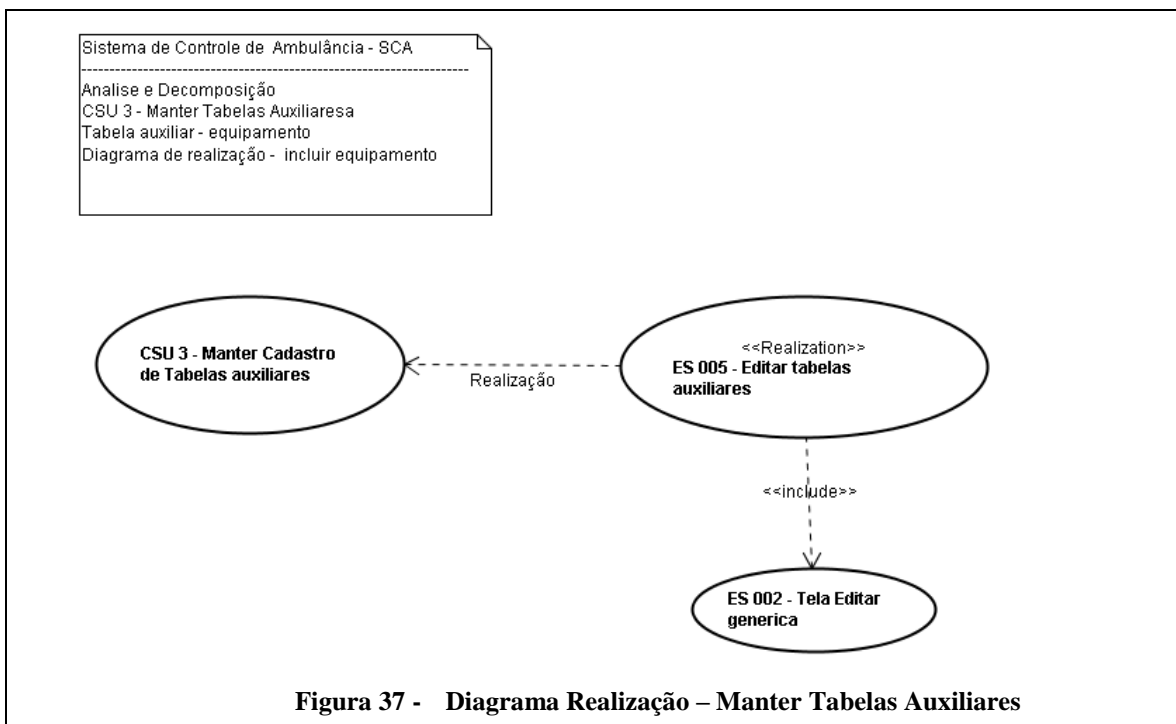 Sistema de Controle de  Ambulância - SCA
------------------------------------------------------------------
Analise e Decomposição
CSU 3 - Manter Tabelas Auxiliaresa
Tabela auxiliar - equipamento
Diagrama de realização -  incluir equipamento
CSU 3 - Manter Cadastro
de Tabelas auxiliares
Realização
<<Realization>>
ES 005 - Editar tabelas
auxiliares
<<include>>
ES 002 - Tela Editar
generica
Figura 37 -   Diagrama Realização – Manter Tabelas Auxiliares